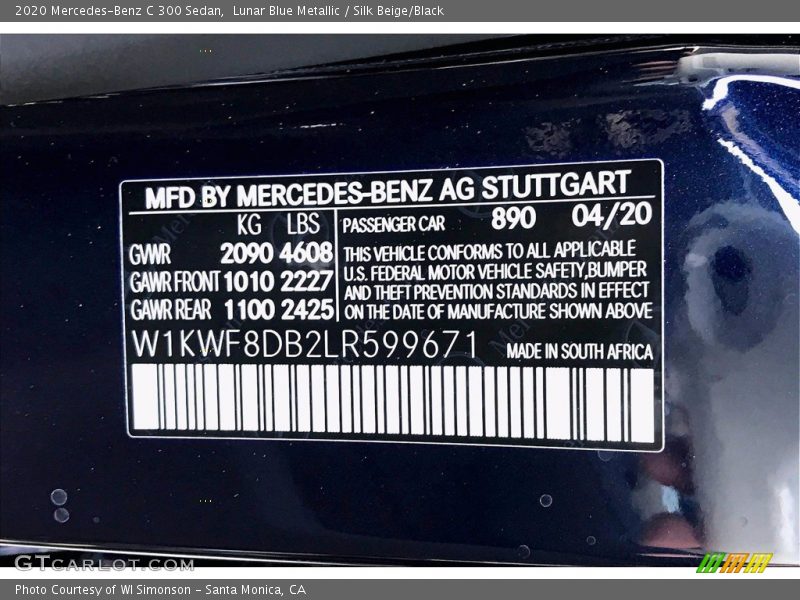 2020 Mercedes-Benz C 300 Sedan,  Lunar Blue Metallic / Silk Beige/Black
MFD BY MERCEDES-BENZ AG STUTTGART
KG LBS
GVWR 2090 4608
GAWR FRONT 1010 2227
GAWR REAR 1100 2425
PASSENGER CAR 890 04/20
THIS VEHICLE CONFORMS TO ALL APPLICABLE
U.S. FEDERAL MOTOR VEHICLE SAFETY,BUMPER
AND THEFT PREVENTION STANDARDS IN EFFECT
ON THE DATE OF MANUFACTURE SHOWN ABOVE
W1KWF8DB2LR599671 MADE IN SOUTH AFRICA
GTcarlot.com
Photo Courtesy of WI Simonson - Santa Monica, CA